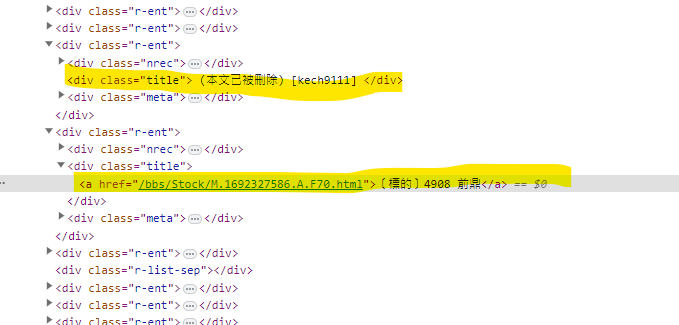 <div class="r-ent"> ⋯ </div>
<div class="r-ent"> ⋯ </div>
<div class="r-ent">
<div class="nrec"> ⋯ </div>
<div class="title"> (本文已被刪除) [kech9111] </div>
<div class="meta"> ⋯ </div>
</div>
<div class="r-ent">
<div class="nrec"> ⋯ </div>
<div class="title">
<a href="/bbs/Stock/M.1692327586.A.F70.html">〔標的〕4908 前鼎</a> == $0
</div>
<div class="meta"> ⋯ </div>
</div>
<div class="r-ent"> ⋯ </div>
<div class="r-list-sep"></div>
<div class="r-ent"> ⋯ </div>
<div class="r-ent"> ⋯ </div>
<div class="r-ent"> ⋯ </div>